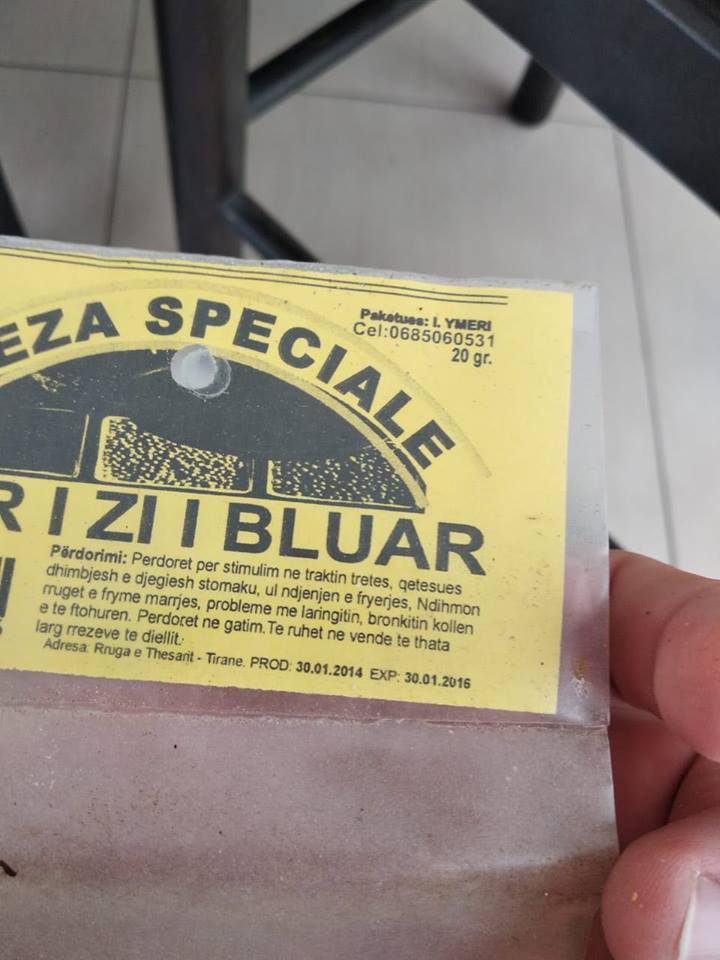 EZA SPECIALE
Paketues: I. YMERI
Cel:0685060531
20 gr.
R I ZI I BLUAR
Përdorimi: Perdoret per stimulim ne traktin tretes, qetesues
dhimbjesh e djegiesh stomaku, ul ndjenjen e fryerjes, Ndihmon
rruget e fryme marrjes, probleme me laringitin, bronkitin kollen
e te ftohuren. Perdoret ne gatim.Te ruhet ne vende te thata
larg rrezeve te diellit.
Adresa: Rruga e Thesarit - Tirane. PROD: 30.01.2014 EXP: 30.01.2016